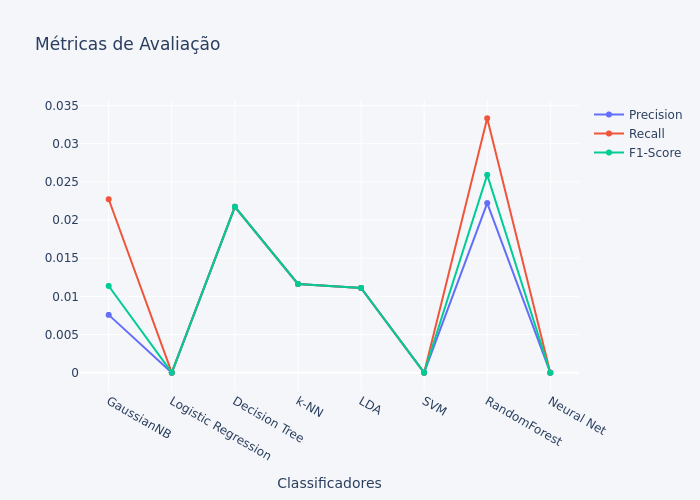 Métricas de Avaliação
0.035
0.03
0.025
0.02
0.015
0.01
0.005
0
Precision
Recall
F1-Score
GaussianNB
Logistic Regression
Decision Tree
k-NN
LDA
SVM
RandomForest
Neural Net
Classificadores